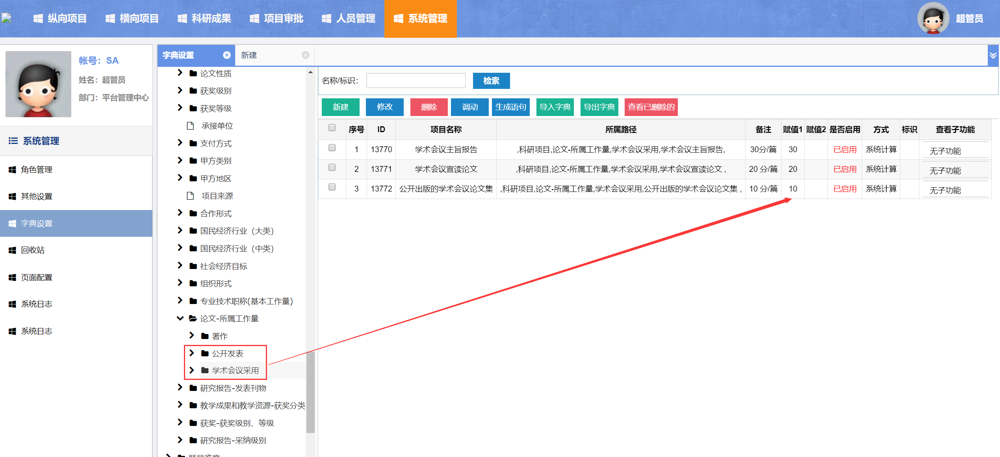 纵向项目 横向项目 科研成果 项目审批 人员管理 系统管理 超管员
帐号：SA
姓名：超管员
部门：平台管理中心
系统管理
角色管理
其他设置
字典设置
回收站
页面配置
系统日志
系统日志
字典设置 新建
论文性质
获奖级别
获奖等级
承接单位
支付方式
甲方类别
甲方地区
项目来源
合作形式
国民经济行业（大类）
国民经济行业（中类）
社会经济目标
组织形式
专业技术职称(基本工作量)
论文-所属工作量
著作
公开发表
学术会议采用
研究报告-发表刊物
教学成果和教学资源-获奖分类
获奖-获奖级别、等级
研究报告-采纳级别
名称/标识： 检索
新建 修改 删除 调动 生成语句 导入字典 导出字典 查看已删除的
序号 ID 项目名称 所属路径 备注 赋值1 赋值2 是否启用 方式 标识 查看子功能
1 13770 学术会议主旨报告 ,科研项目,论文-所属工作量,学术会议采用,学术会议主旨报告, 30分/篇 30 已启用 系统计算 无子功能
2 13771 学术会议宣读论文 ,科研项目,论文-所属工作量,学术会议采用,学术会议宣读论文 , 20 分/篇 20 已启用 系统计算 无子功能
3 13772 公开出版的学术会议论文集 ,科研项目,论文-所属工作量,学术会议采用,公开出版的学术会议论文集 , 10 分/篇 10 已启用 系统计算 无子功能